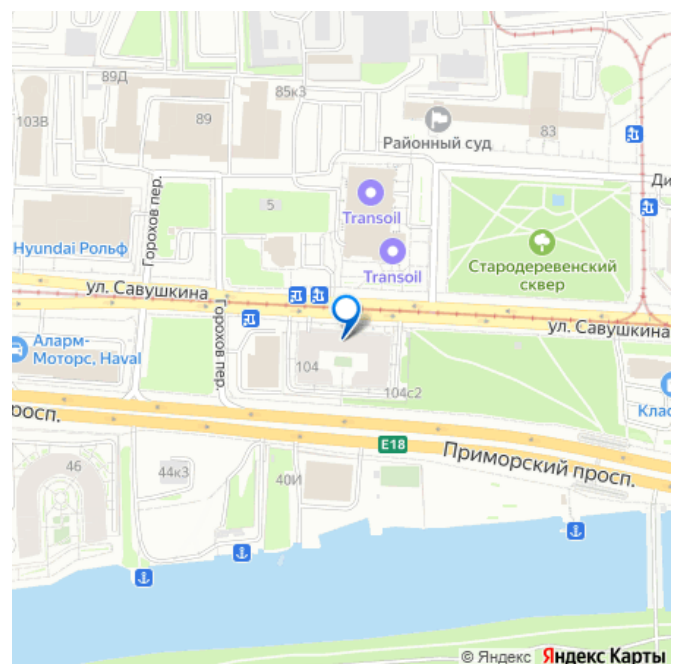 89Д
85к3
103В
89
Районный суд
83
Ди
5
Горохов пер.
Transoil
Hyundai Рольф
Transoil
Стародеревенский
сквер
ул. Савушкина
ул. Савушкина
Горохов пер.
Аларм-
Моторс, Haval
104
104с2
Клас
росп.
E18
Приморский просп.
46
44к3
40И
© Яндекс Яндекс Карты